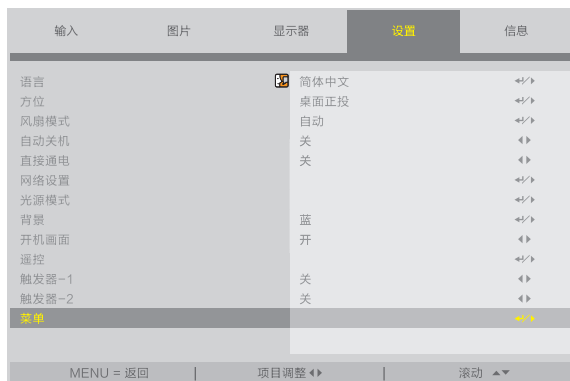 输入 图片 显示器 设置 信息
语言 简体中文
方位 桌面正投
风扇模式 自动
自动关机 关
直接通电 关
网络设置
光源模式
背景 蓝
开机画面 开
遥控
触发器-1 关
触发器-2 关
菜单
MENU = 返回 | 项目调整 | 滚动